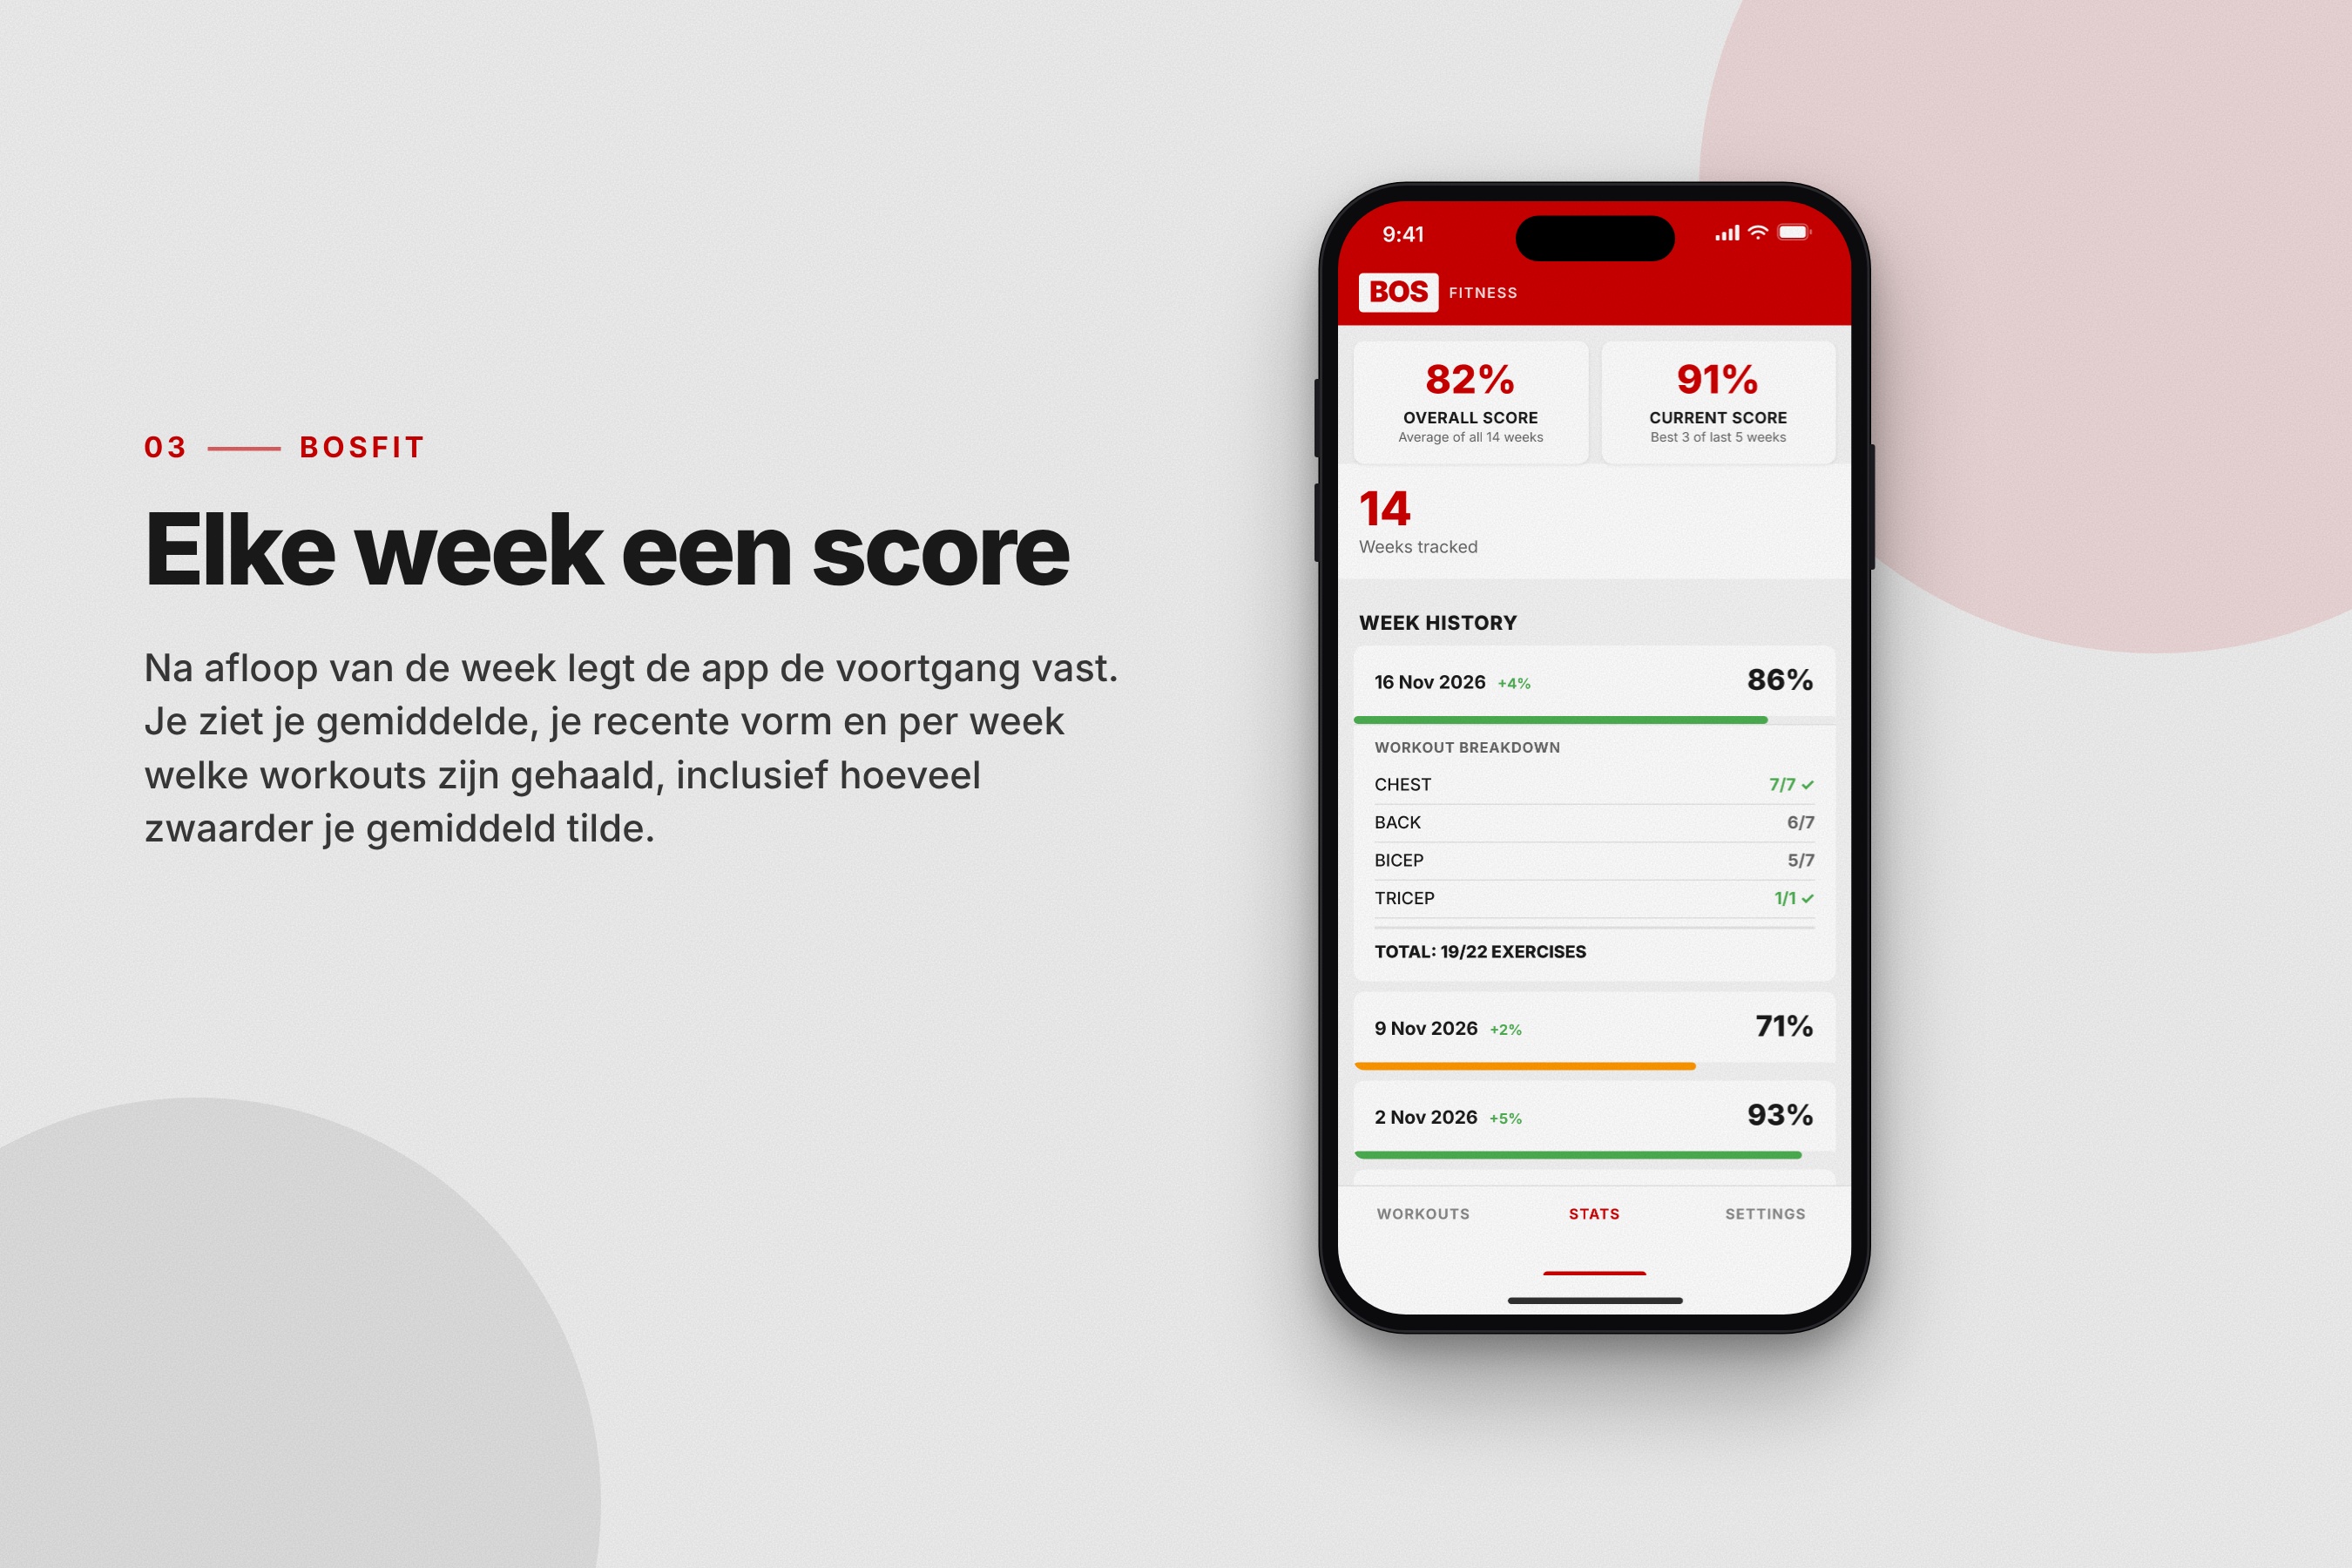 03 BOSFIT
Elke week een score
Na afloop van de week legt de app de voortgang vast.
Je ziet je gemiddelde, je recente vorm en per week
welke workouts zijn gehaald, inclusief hoeveel
zwaarder je gemiddeld tilde.
9:41
BOS FITNESS
82%
OVERALL SCORE
Average of all 14 weeks
91%
CURRENT SCORE
Best 3 of last 5 weeks
14
Weeks tracked
WEEK HISTORY
16 Nov 2026 +4% 86%
WORKOUT BREAKDOWN
CHEST 7/7 ✓
BACK 6/7
BICEP 5/7
TRICEP 1/1 ✓
TOTAL: 19/22 EXERCISES
9 Nov 2026 +2% 71%
2 Nov 2026 +5% 93%
WORKOUTS STATS SETTINGS